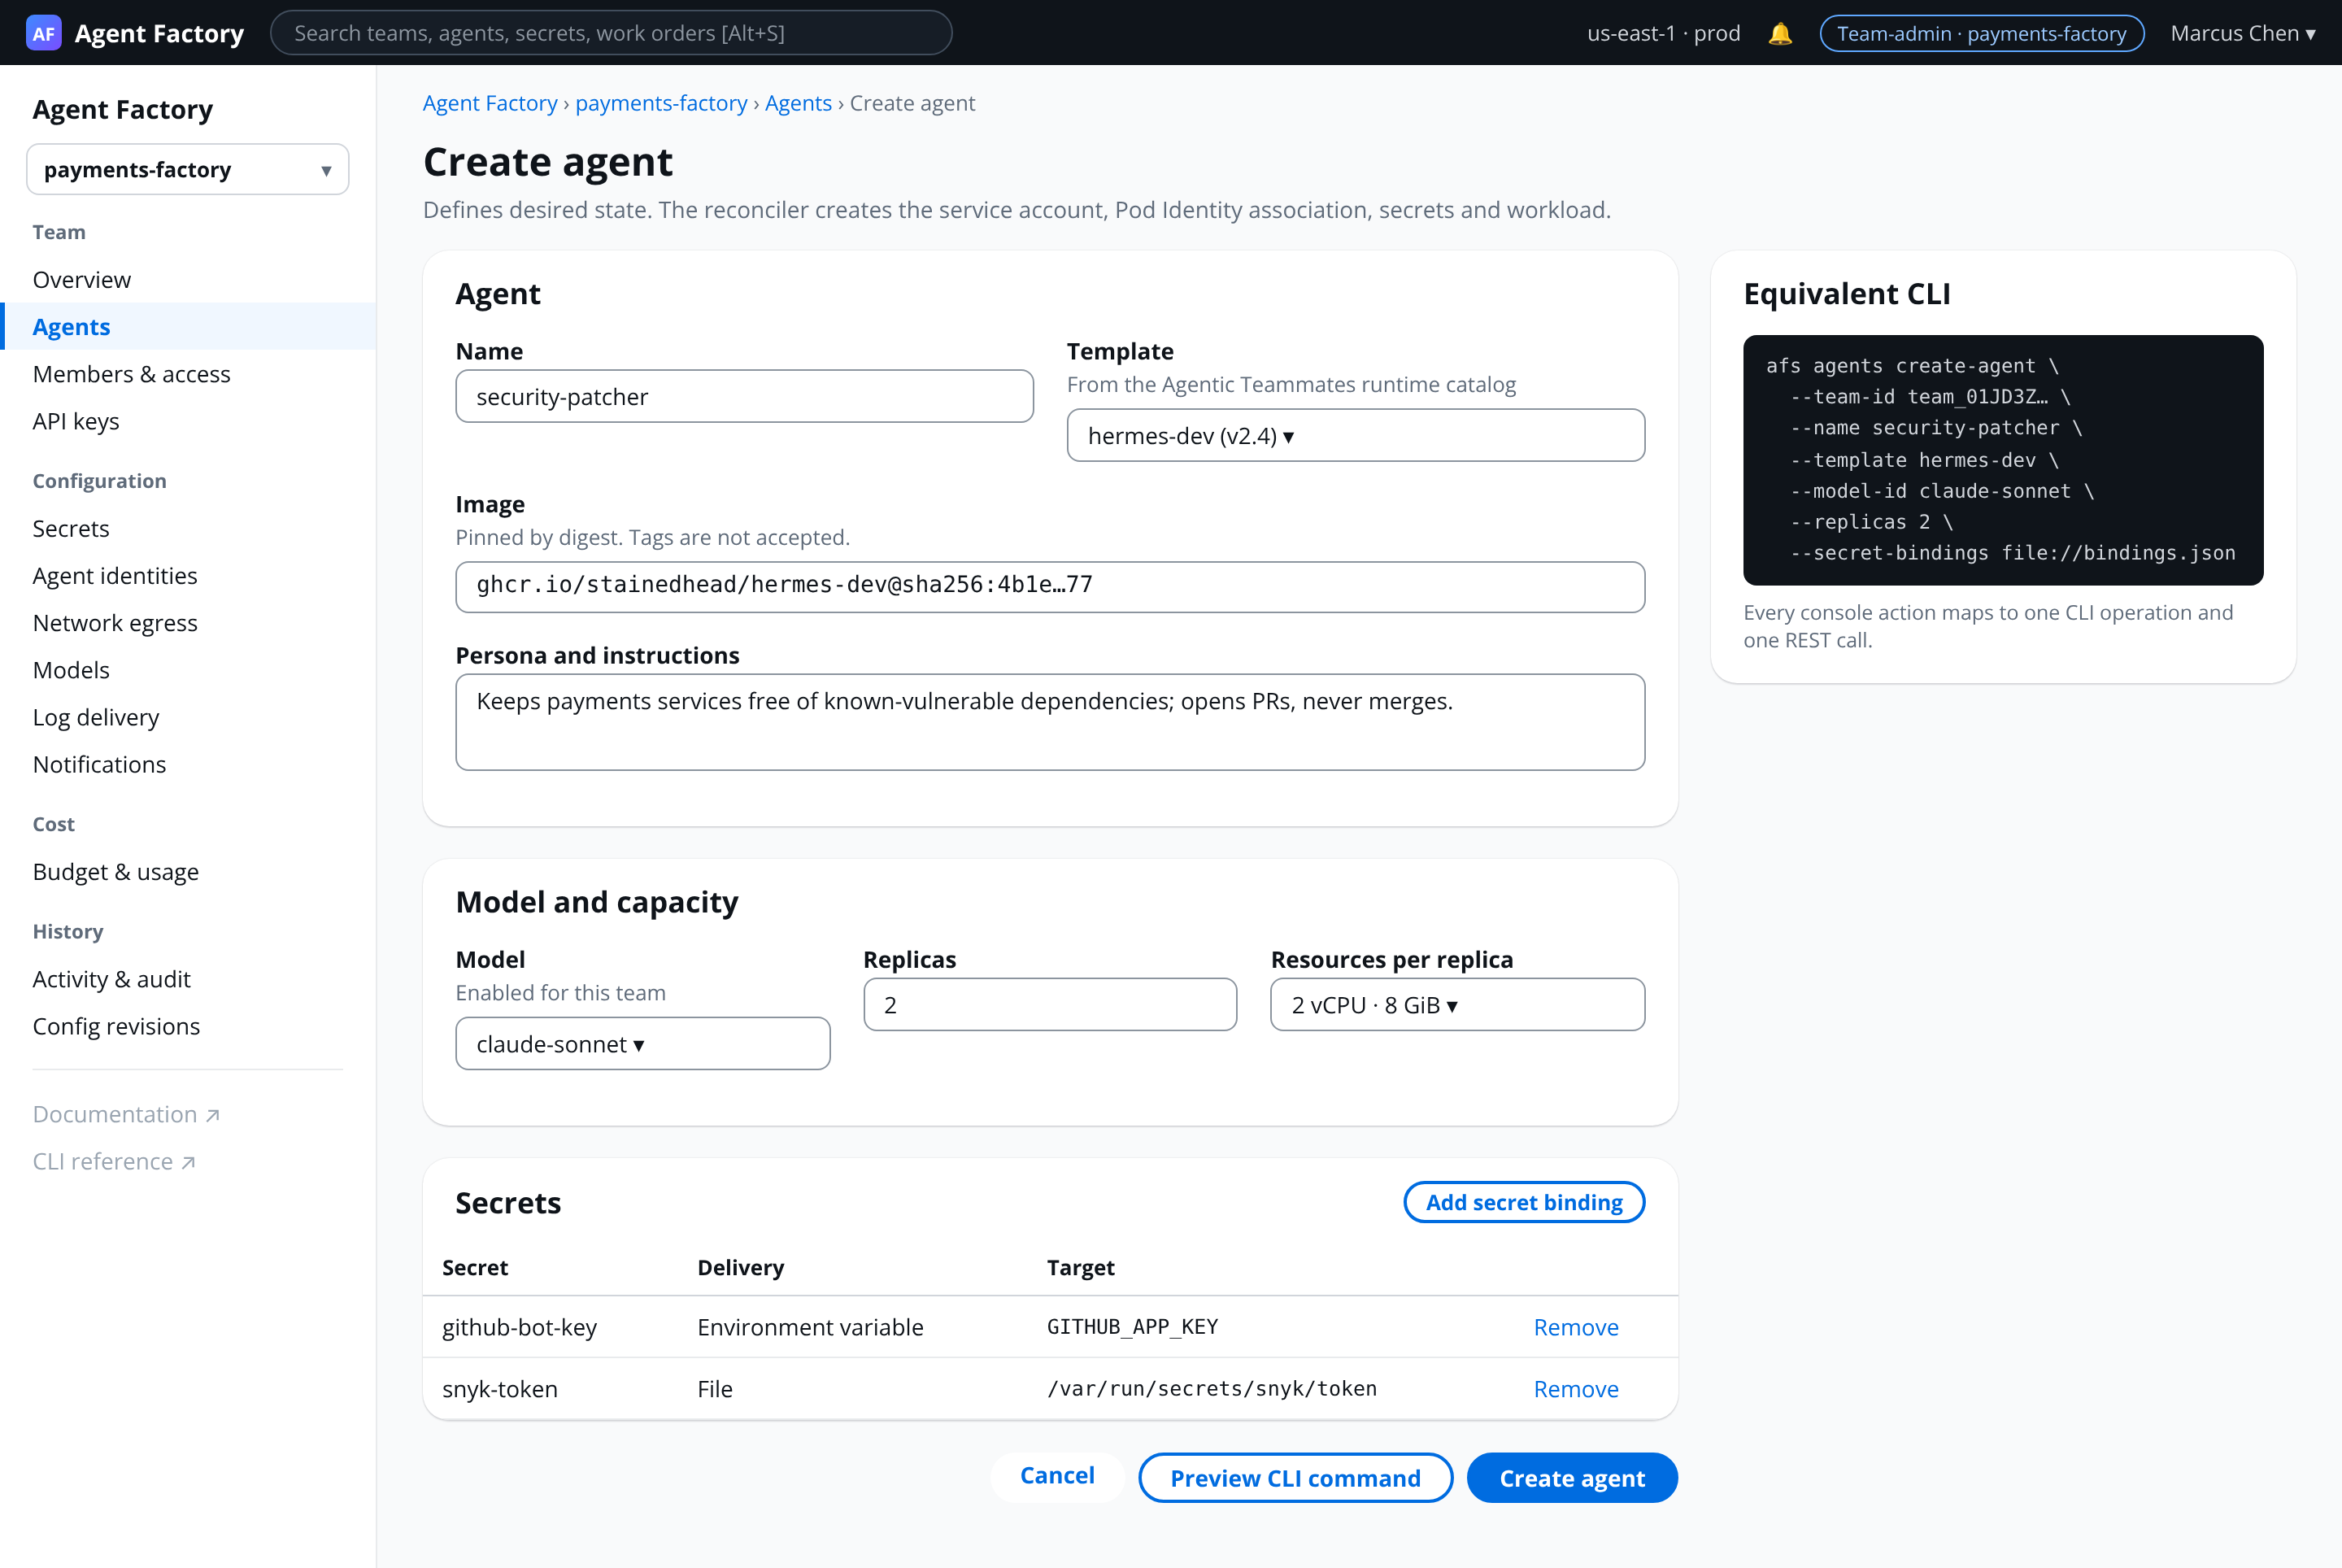 AF Agent Factory
Search teams, agents, secrets, work orders [Alt+S]
us-east-1 · prod
Team-admin · payments-factory
Marcus Chen ▾
Agent Factory
payments-factory ▾
Team
Overview
Agents
Members & access
API keys
Configuration
Secrets
Agent identities
Network egress
Models
Log delivery
Notifications
Cost
Budget & usage
History
Activity & audit
Config revisions
Documentation ↗
CLI reference ↗
Agent Factory › payments-factory › Agents › Create agent
Create agent
Defines desired state. The reconciler creates the service account, Pod Identity association, secrets and workload.
Agent
Name
security-patcher
Template
From the Agentic Teammates runtime catalog
hermes-dev (v2.4) ▾
Image
Pinned by digest. Tags are not accepted.
ghcr.io/stainedhead/hermes-dev@sha256:4b1e…77
Persona and instructions
Keeps payments services free of known-vulnerable dependencies; opens PRs, never merges.
Model and capacity
Model
Enabled for this team
claude-sonnet ▾
Replicas
2
Resources per replica
2 vCPU · 8 GiB ▾
Secrets
Add secret binding
Secret Delivery Target
github-bot-key Environment variable GITHUB_APP_KEY Remove
snyk-token File /var/run/secrets/snyk/token Remove
Cancel
Preview CLI command
Create agent
Equivalent CLI
afs agents create-agent \
--team-id team_01JD3Z… \
--name security-patcher \
--template hermes-dev \
--model-id claude-sonnet \
--replicas 2 \
--secret-bindings file://bindings.json
Every console action maps to one CLI operation and
one REST call.